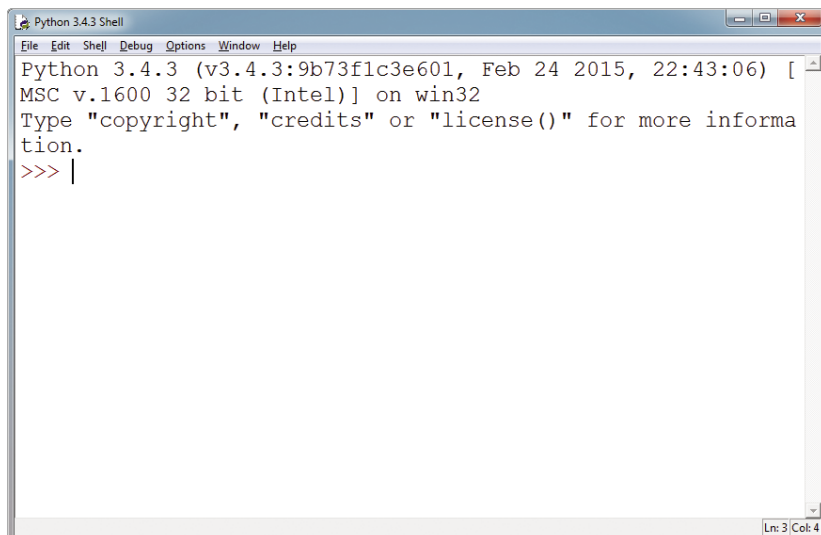 Python 3.4.3 Shell
File Edit Shell Debug Options Window Help
Python 3.4.3 (v3.4.3:9b73f1c3e601, Feb 24 2015, 22:43:06) [
MSC v.1600 32 bit (Intel)] on win32
Type "copyright", "credits" or "license()" for more informa
tion.
>>>
Ln: 3 Col: 4